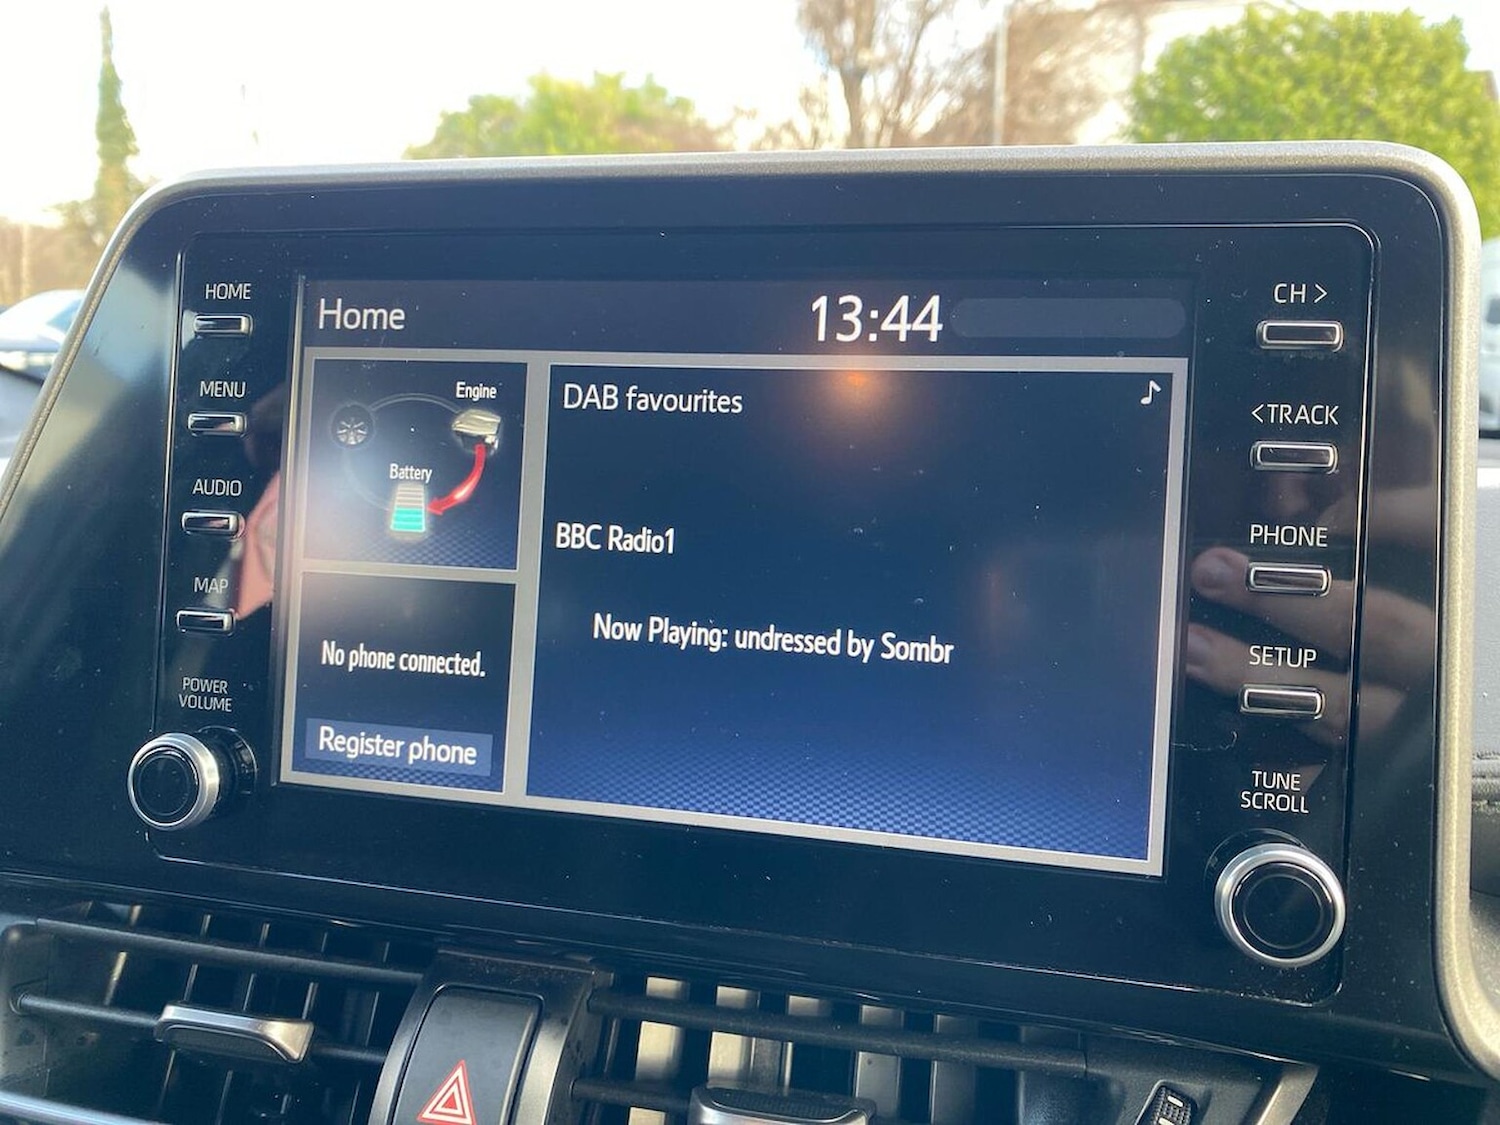 HOME
MENU
AUDIO
MAP
POWER
VOLUME
Home
13:44
Engine
Battery
No phone connected.
Register phone
DAB favourites
BBC Radio1
Now Playing: undressed by Sombr
CH >
<TRACK
PHONE
SETUP
TUNE
SCROLL